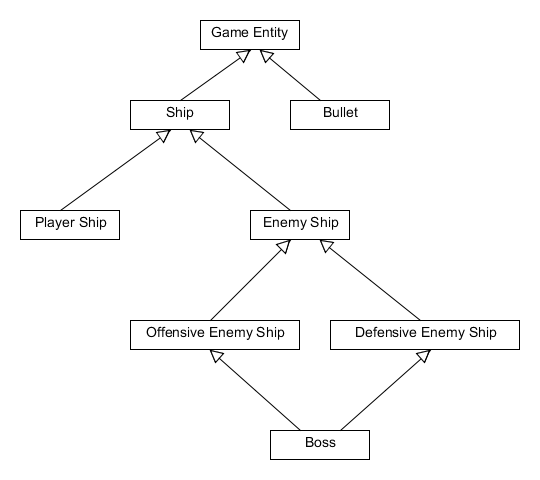 Game Entity
Ship
Bullet
Player Ship
Enemy Ship
Offensive Enemy Ship
Defensive Enemy Ship
Boss